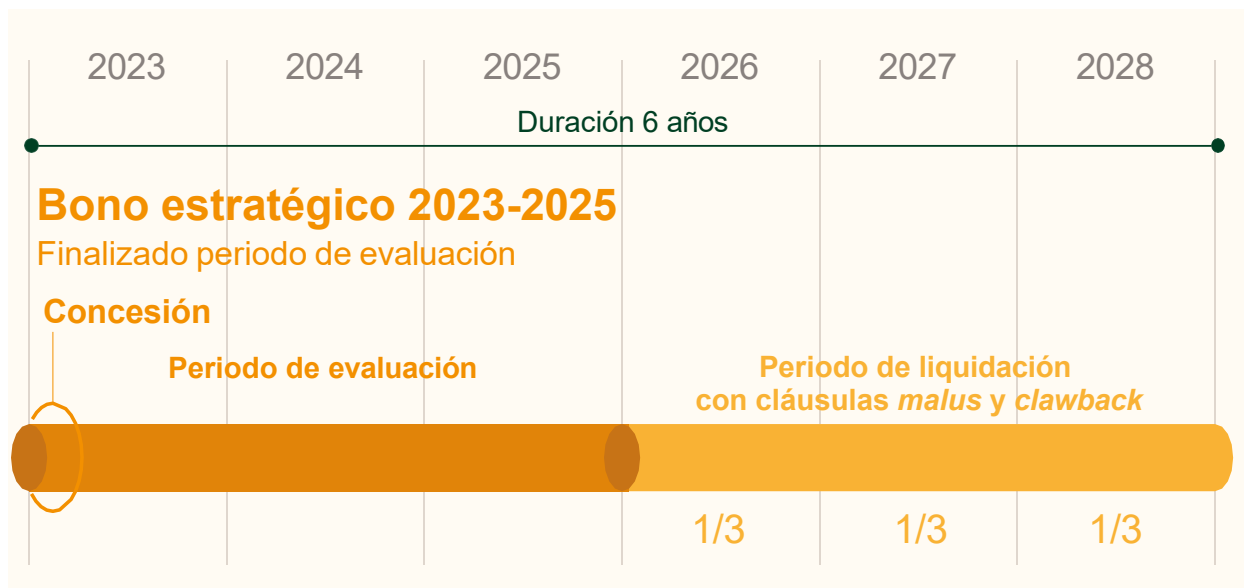 2023 2024 2025 2026 2027 2028
Duración 6 años
Bono estratégico 2023-2025
Finalizado periodo de evaluación
Concesión
Periodo de evaluación
Periodo de liquidación
con cláusulas malus y clawback
1/3 1/3 1/3